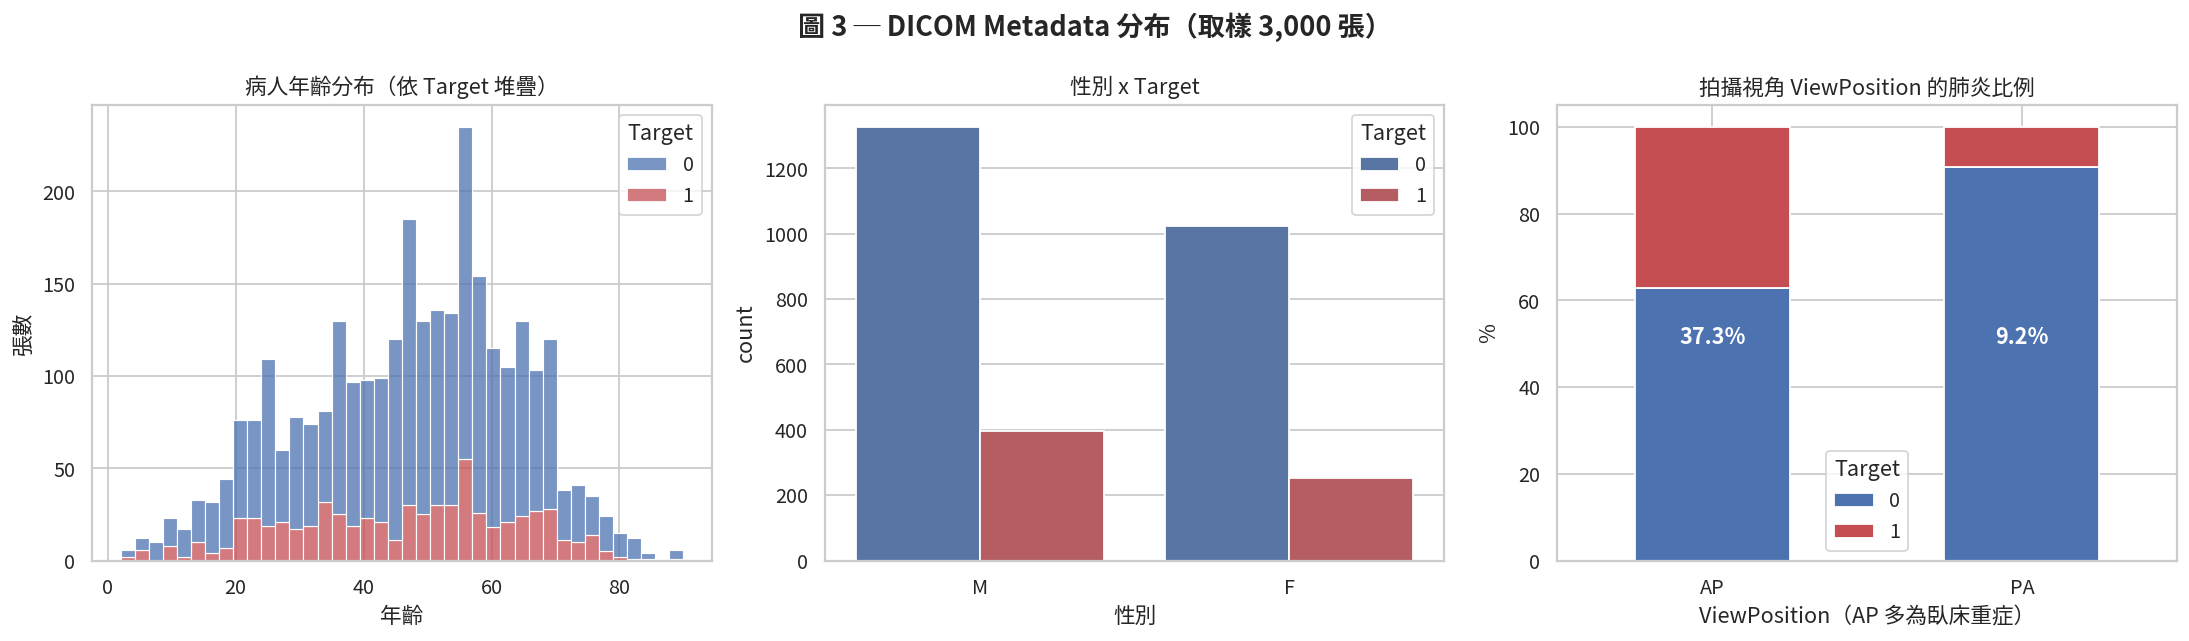 圖 3 — DICOM Metadata 分布（取樣 3,000 張）
病人年齡分布（依 Target 堆疊）
Target
0
1
張數
200
150
100
50
0
0 20 40 60 80
年齡
性別 x Target
Target
0
1
count
1200
1000
800
600
400
200
0
M F
性別
拍攝視角 ViewPosition 的肺炎比例
%
100
80
60
40
20
0
37.3% 9.2%
Target
0
1
AP PA
ViewPosition（AP 多為臥床重症）